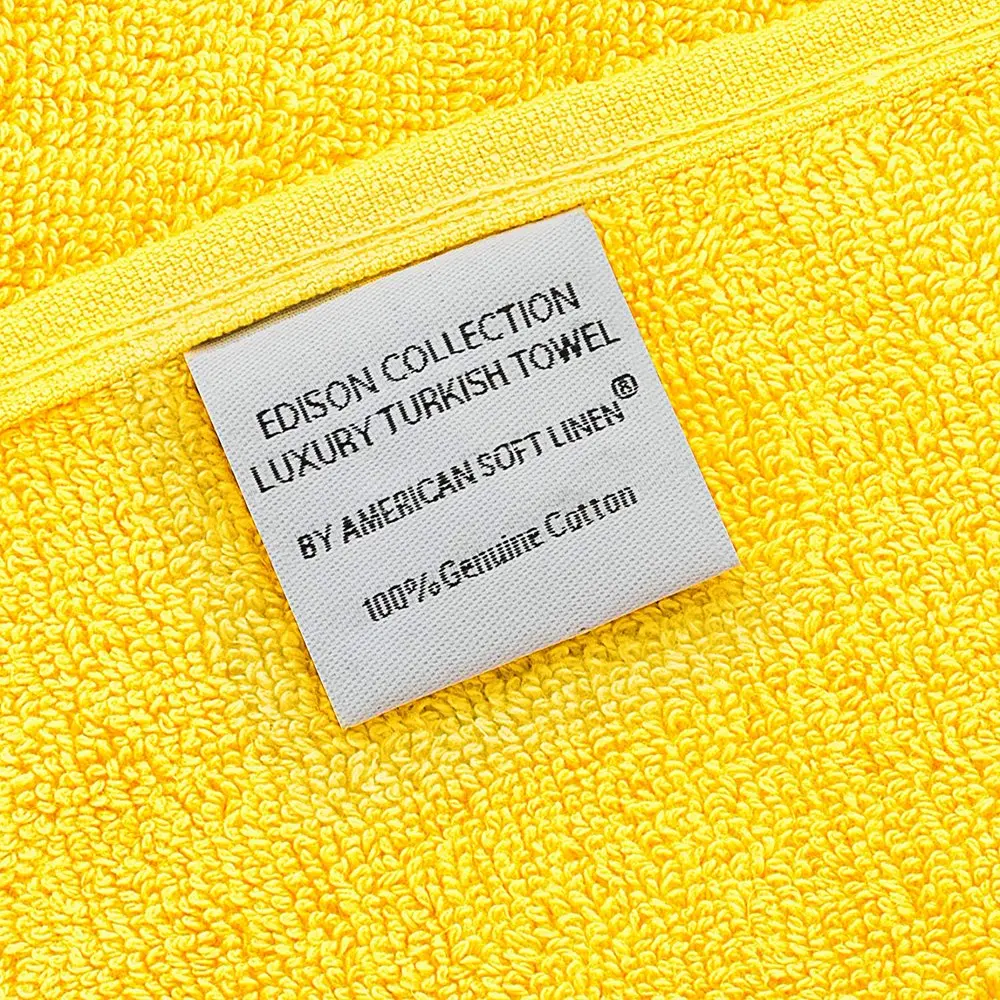 EDISON COLLECTION
LUXURY TURKISH TOWEL
BY AMERICAN SOFT LINEN®
100% Genuine Cotton